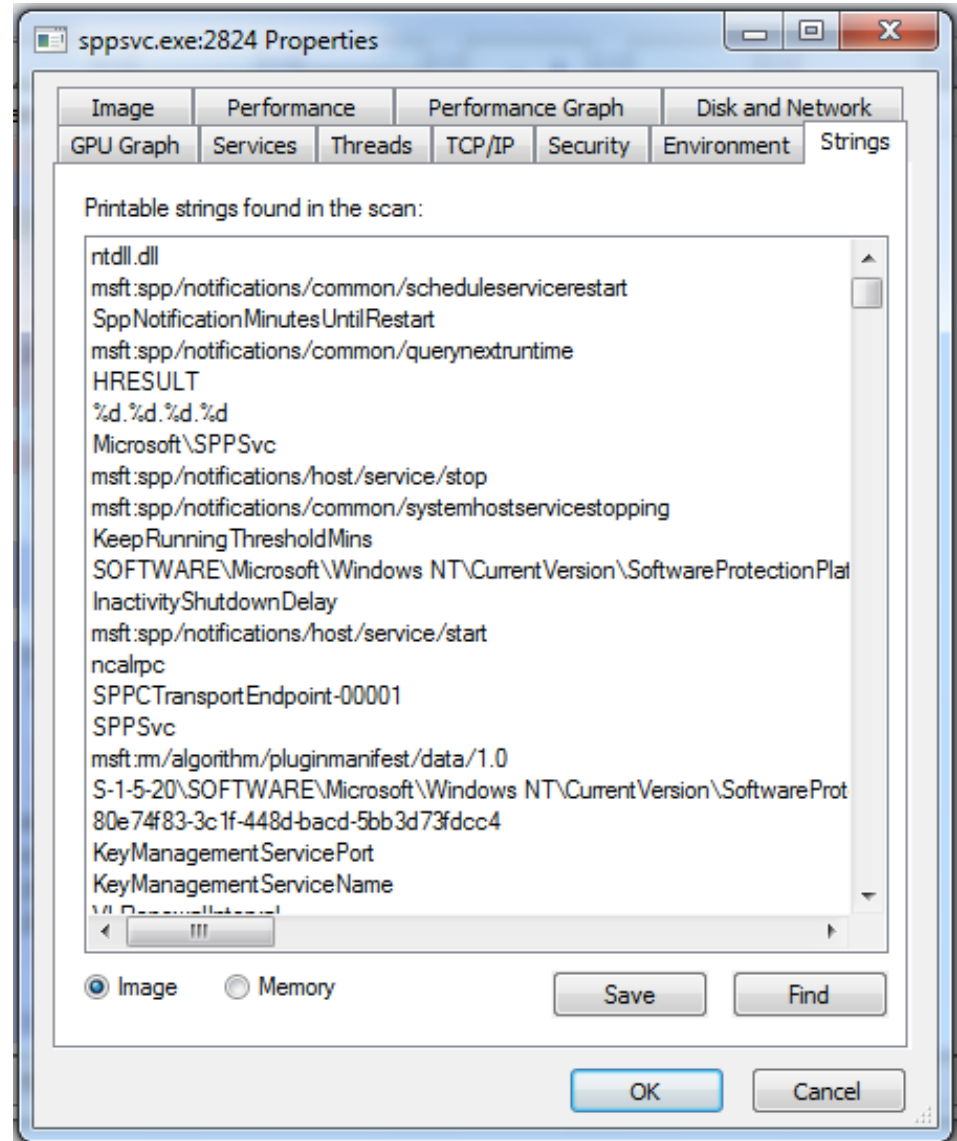 sppsvc.exe:2824 Properties
Image Performance Performance Graph Disk and Network
GPU Graph Services Threads TCP/IP Security Environment Strings
Printable strings found in the scan:
ntdll.dll
msft:spp/notifications/common/scheduleservicerestart
SppNotificationMinutesUntilRestart
msft:spp/notifications/common/querynextruntime
HRESULT
%d.%d.%d.%d
Microsoft\SPPSvc
msft:spp/notifications/host/service/stop
msft:spp/notifications/common/systemhostservicestopping
KeepRunningThresholdMins
SOFTWARE\Microsoft\Windows NT\CurrentVersion\SoftwareProtectionPlat
InactivityShutdownDelay
msft:spp/notifications/host/service/start
ncalrpc
SPPCTransportEndpoint-00001
SPPSvc
msft:rm/algorithm/pluginmanifest/data/1.0
S-1-5-20\SOFTWARE\Microsoft\Windows NT\CurrentVersion\SoftwareProt
80e74f83-3c1f-448d-bacd-5bb3d73fdcc4
KeyManagementServicePort
KeyManagementServiceName
Image Memory Save Find
OK Cancel